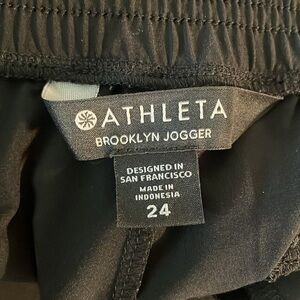 ATHLETA
BROOKLYN JOGGER
DESIGNED IN
SAN FRANCISCO
MADE IN
INDONESIA
24